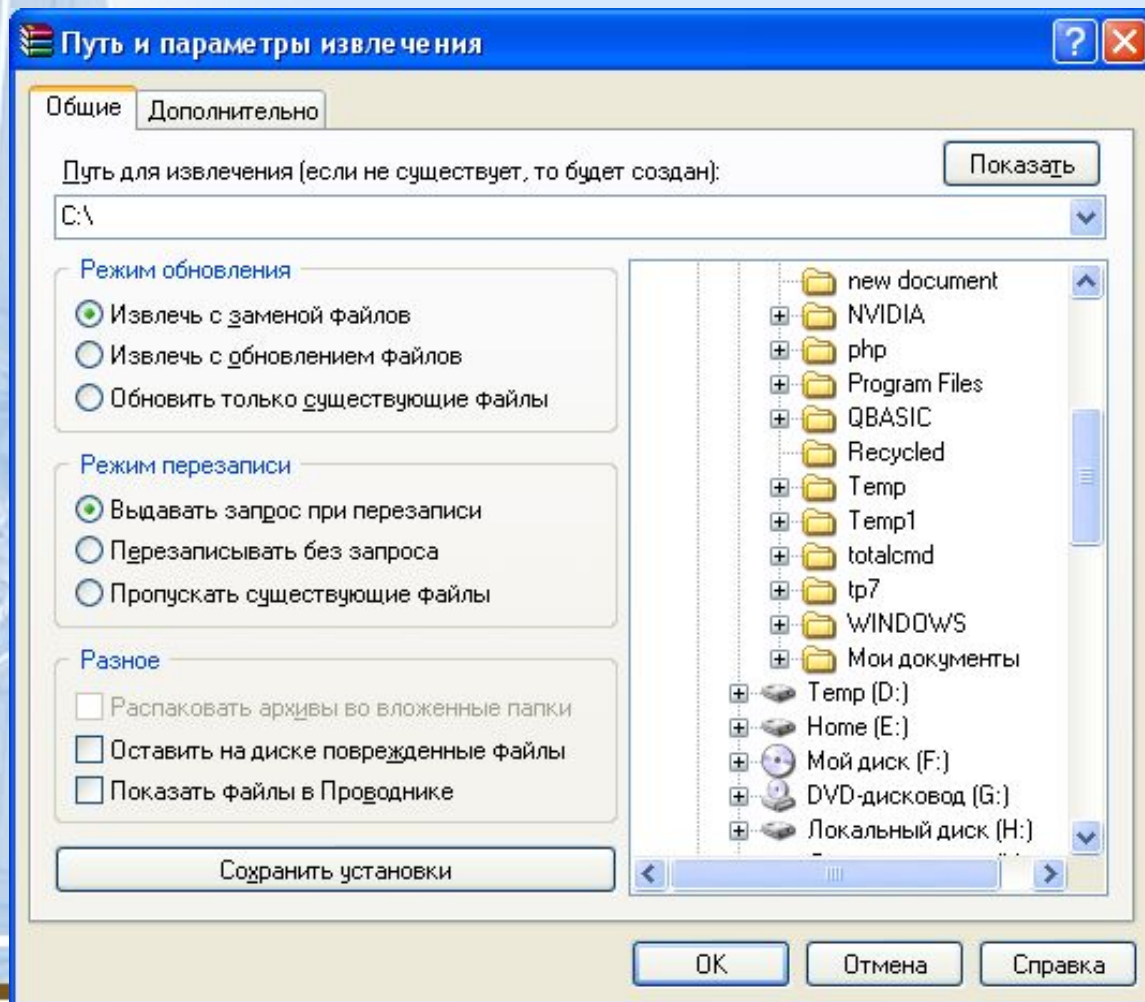 Путь и параметры извлечения
Общие
Дополнительно
Путь для извлечения (если не существует, то будет создан):
Показать
C:\
Режим обновления
Извлечь с заменой файлов
Извлечь с обновлением файлов
Обновить только существующие файлы
Режим перезаписи
Выдавать запрос при перезаписи
Перезаписывать без запроса
Пропускать существующие файлы
Разное
Распаковать архивы во вложенные папки
Оставить на диске поврежденные файлы
Показать файлы в Проводнике
Сохранить установки
new document
NVIDIA
php
Program Files
QBASIC
Recycled
Temp
Temp1
totalcmd
tp7
WINDOWS
Мои документы
Temp (D:)
Home (E:)
Мой диск (F:)
DVD-дисковод (G:)
Локальный диск (H:)
OK
Отмена
Справка